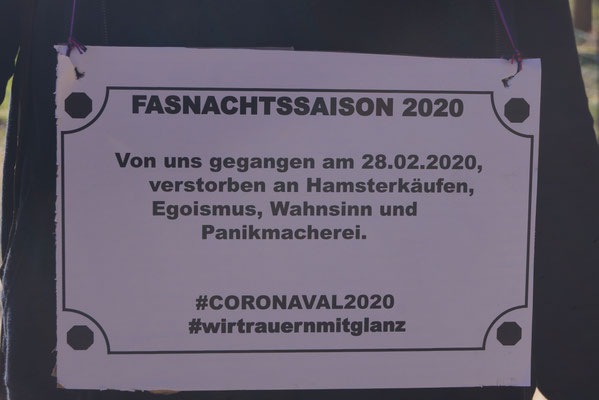 FASNACHTSSAISON 2020
Von uns gegangen am 28.02.2020,
verstorben an Hamsterkäufen,
Egoismus, Wahnsinn und
Panikmacherei.
#CORONAVAL2020
#wirtrauernmitglanz